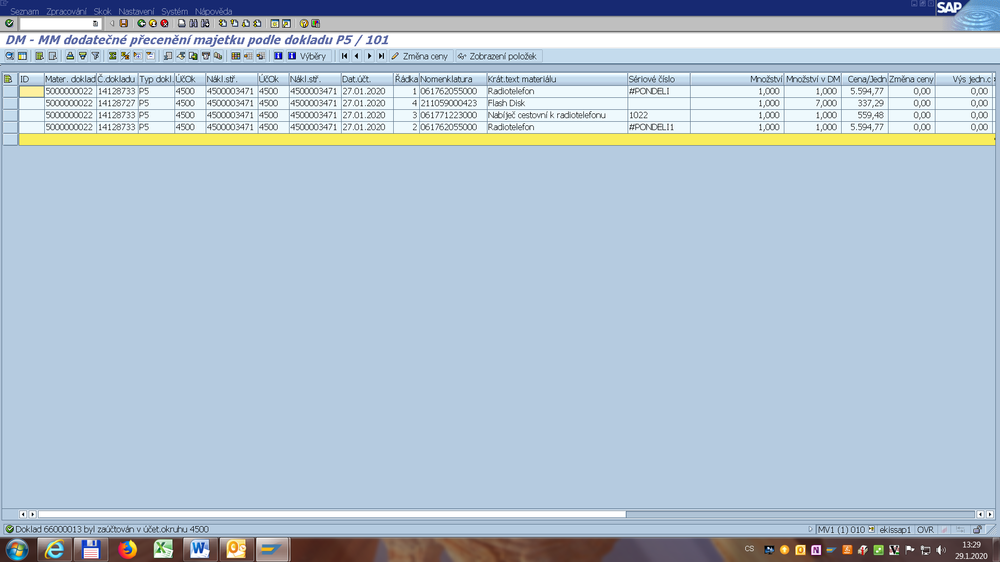 Seznam Zpracování Skok Nastavení Systém Nápověda
SAP
DM - MM dodatečné přecenění majetku podle dokladu P5 / 101
Výběry Změna ceny Zobrazení položek
ID Mater. doklad Č.dokladu Typ dokl. ÚčOk Nákl.stř. ÚčOk Nákl.stř. Dat.účt. Řádka Nomenklatura Krát.text materiálu Sériové číslo Množství Množství v DM Cena/Jedn Změna ceny Výs jedn.c
5000000022 14128733 P5 4500 4500003471 4500 4500003471 27.01.2020 1 061762055000 Radiotelefon #PONDELI 1,000 1,000 5.594,77 0,00 0,00
5000000022 14128727 P5 4500 4500003471 4500 4500003471 27.01.2020 4 211059000423 Flash Disk 1,000 7,000 337,29 0,00 0,00
5000000022 14128733 P5 4500 4500003471 4500 4500003471 27.01.2020 3 061771223000 Nabíječ cestovní k radiotelefonu 1022 1,000 1,000 559,48 0,00 0,00
5000000022 14128733 P5 4500 4500003471 4500 4500003471 27.01.2020 2 061762055000 Radiotelefon #PONDELI1 1,000 1,000 5.594,77 0,00 0,00
Doklad 66000013 byl zaúčtován v účet.okruhu 4500 MV1 (1) 010 ekissap1 OVR
CS 13:29
29.1.2020